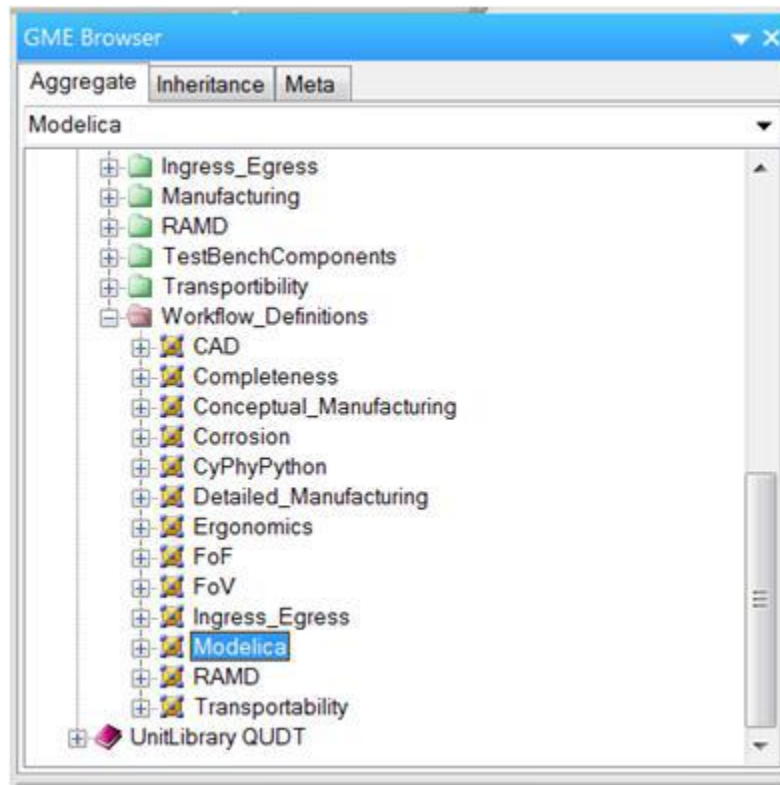 GME Browser
Aggregate Inheritance Meta
Modelica
Ingress_Egress
Manufacturing
RAMD
TestBenchComponents
Transportibility
Workflow_Definitions
CAD
Completeness
Conceptual_Manufacturing
Corrosion
CyPhyPython
Detailed_Manufacturing
Ergonomics
FoF
FoV
Ingress_Egress
Modelica
RAMD
Transportability
UnitLibrary QUDT